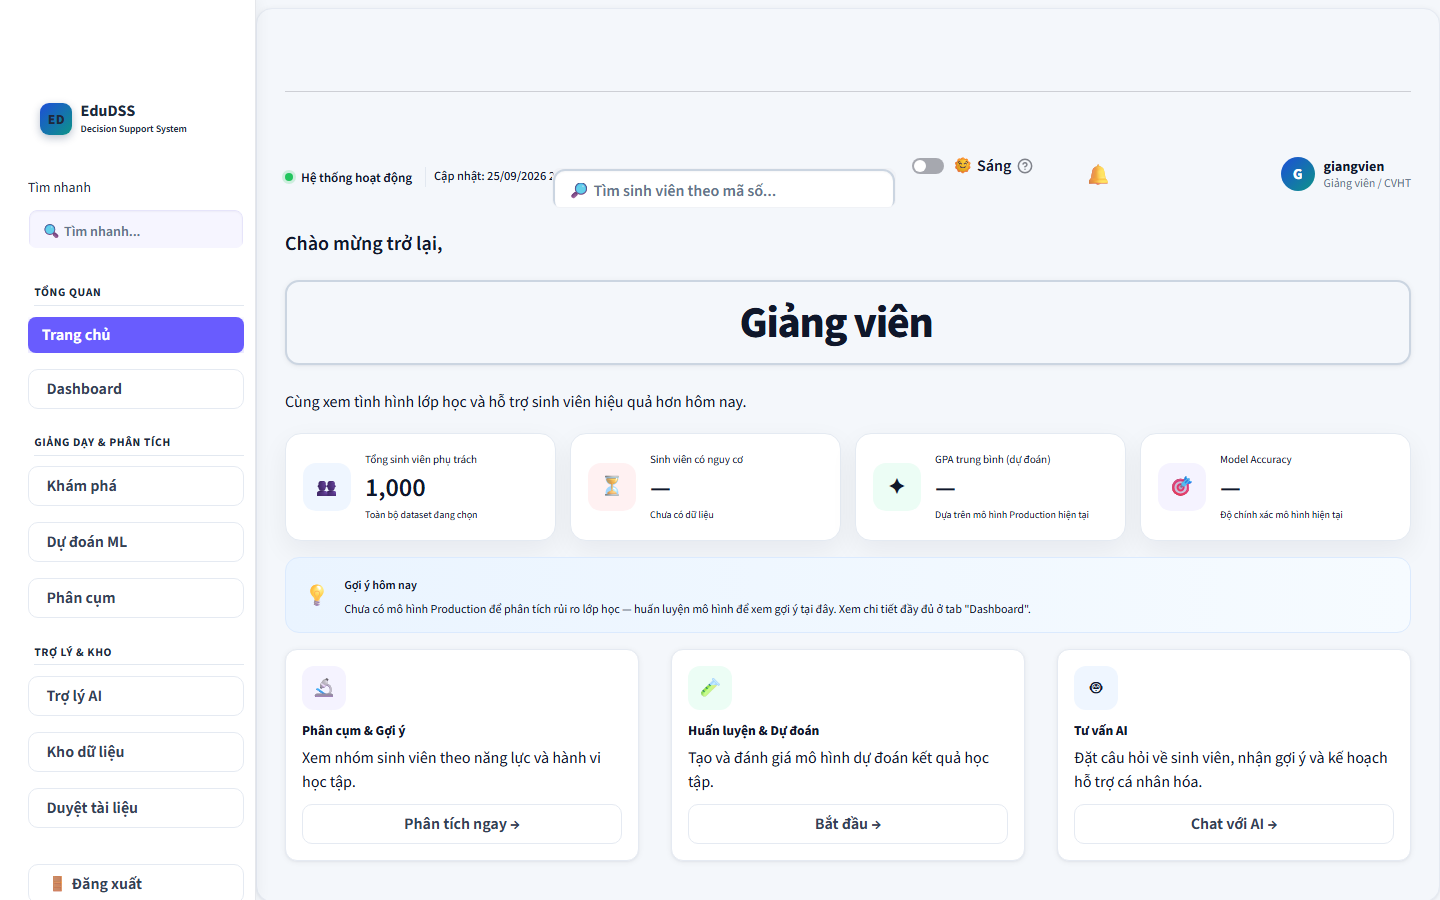 ED
EduDSS
Decision Support System
Tìm nhanh
Tìm nhanh...
TỔNG QUAN
Trang chủ
Dashboard
GIẢNG DẠY & PHÂN TÍCH
Khám phá
Dự đoán ML
Phân cụm
TRỢ LÝ & KHO
Trợ lý AI
Kho dữ liệu
Duyệt tài liệu
Đăng xuất
Hệ thống hoạt động
Cập nhật: 25/09/2026
Tìm sinh viên theo mã số...
Sáng
G
giangvien
Giảng viên / CVHT
Chào mừng trở lại,
Giảng viên
Cùng xem tình hình lớp học và hỗ trợ sinh viên hiệu quả hơn hôm nay.
Tổng sinh viên phụ trách
1,000
Toàn bộ dataset đang chọn
Sinh viên có nguy cơ
—
Chưa có dữ liệu
GPA trung bình (dự đoán)
—
Dựa trên mô hình Production hiện tại
Model Accuracy
—
Độ chính xác mô hình hiện tại
Gợi ý hôm nay
Chưa có mô hình Production để phân tích rủi ro lớp học — huấn luyện mô hình để xem gợi ý tại đây. Xem chi tiết đầy đủ ở tab "Dashboard".
Phân cụm & Gợi ý
Xem nhóm sinh viên theo năng lực và hành vi
học tập.
Phân tích ngay →
Huấn luyện & Dự đoán
Tạo và đánh giá mô hình dự đoán kết quả học
tập.
Bắt đầu →
Tư vấn AI
Đặt câu hỏi về sinh viên, nhận gợi ý và kế hoạch
hỗ trợ cá nhân hóa.
Chat với AI →